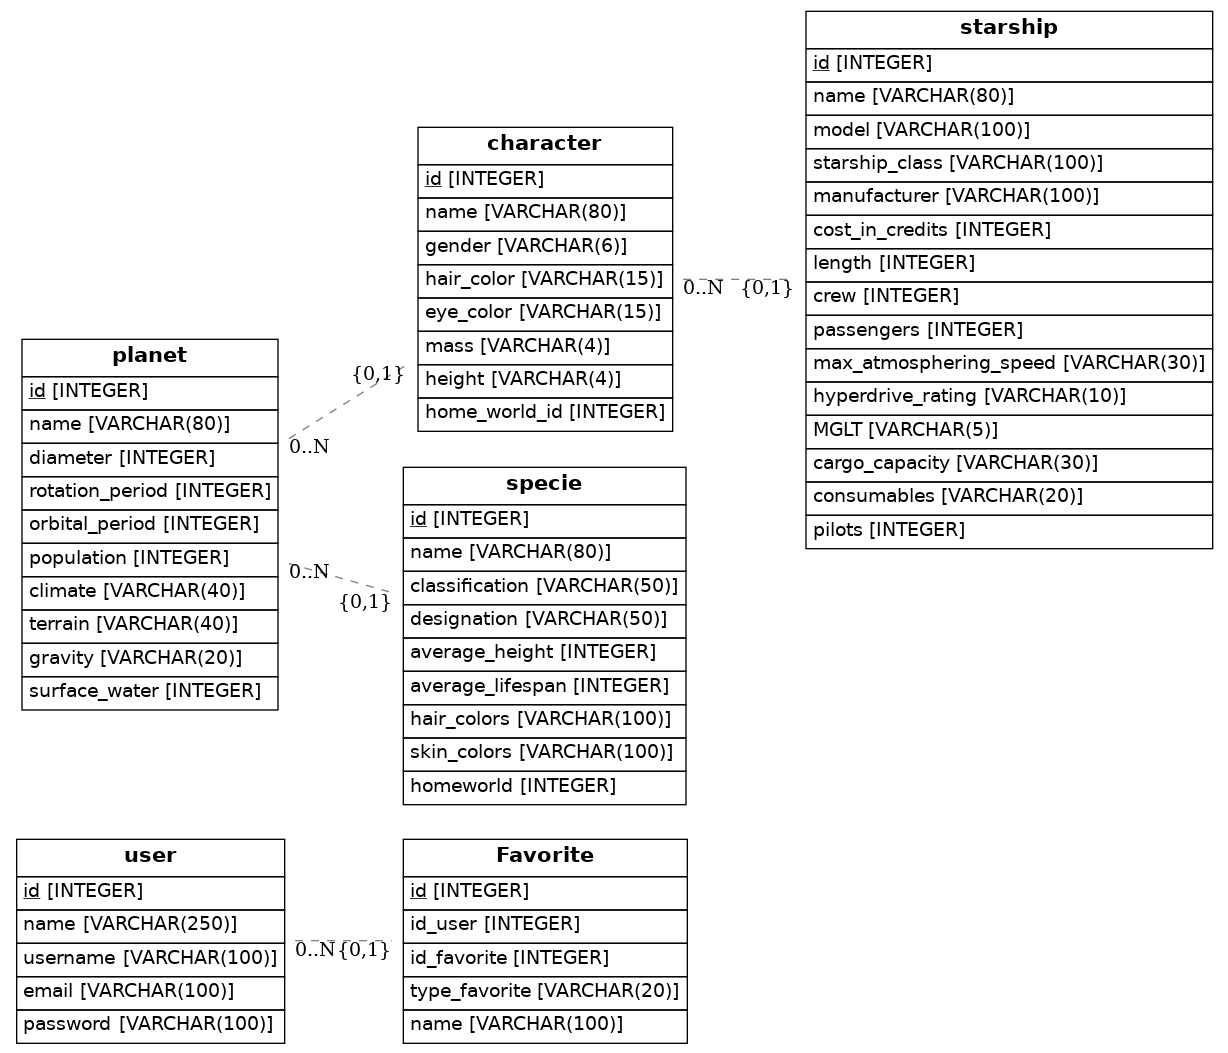 starship
id [INTEGER]
name [VARCHAR(80)]
model [VARCHAR(100)]
starship_class [VARCHAR(100)]
manufacturer [VARCHAR(100)]
cost_in_credits [INTEGER]
length [INTEGER]
crew [INTEGER]
passengers [INTEGER]
max_atmosphering_speed [VARCHAR(30)]
hyperdrive_rating [VARCHAR(10)]
MGLT [VARCHAR(5)]
cargo_capacity [VARCHAR(30)]
consumables [VARCHAR(20)]
pilots [INTEGER]
character
id [INTEGER]
name [VARCHAR(80)]
gender [VARCHAR(6)]
hair_color [VARCHAR(15)]
eye_color [VARCHAR(15)]
mass [VARCHAR(4)]
height [VARCHAR(4)]
home_world_id [INTEGER]
0..N {0,1}
planet
id [INTEGER]
name [VARCHAR(80)]
diameter [INTEGER]
rotation_period [INTEGER]
orbital_period [INTEGER]
population [INTEGER]
climate [VARCHAR(40)]
terrain [VARCHAR(40)]
gravity [VARCHAR(20)]
surface_water [INTEGER]
{0,1}
0..N
0..N
{0,1}
specie
id [INTEGER]
name [VARCHAR(80)]
classification [VARCHAR(50)]
designation [VARCHAR(50)]
average_height [INTEGER]
average_lifespan [INTEGER]
hair_colors [VARCHAR(100)]
skin_colors [VARCHAR(100)]
homeworld [INTEGER]
user
id [INTEGER]
name [VARCHAR(250)]
username [VARCHAR(100)]
email [VARCHAR(100)]
password [VARCHAR(100)]
0..N {0,1}
Favorite
id [INTEGER]
id_user [INTEGER]
id_favorite [INTEGER]
type_favorite [VARCHAR(20)]
name [VARCHAR(100)]